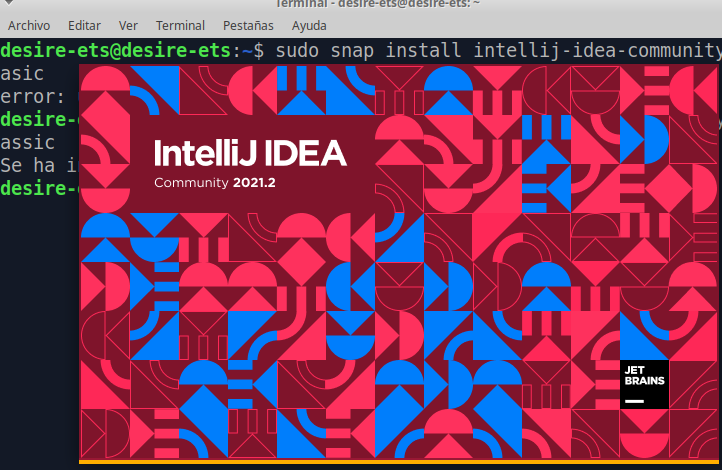 Terminal - desire-ets@desire-ets: ~
Archivo Editar Ver Terminal Pestañas Ayuda
desire-ets@desire-ets:~$ sudo snap install intellij-idea-community
asic
error:
desire-
assic
Se ha i
desire-
IntelliJ IDEA
Community 2021.2
JET
BRAINS